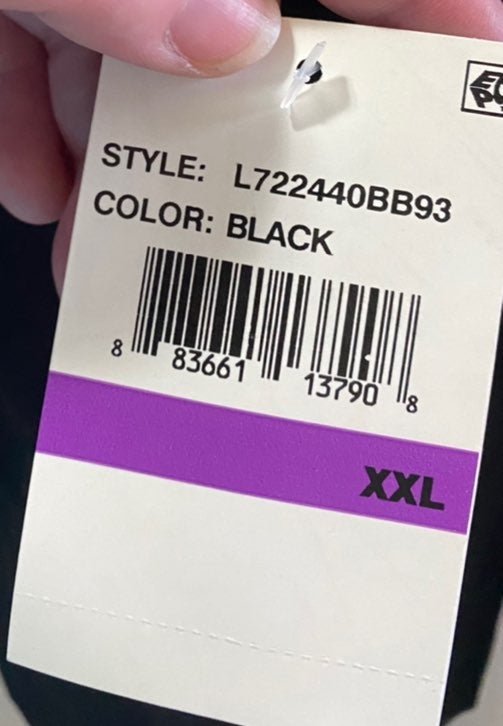 STYLE: L722440BB93
COLOR: BLACK
8 83661 13790 8
XXL